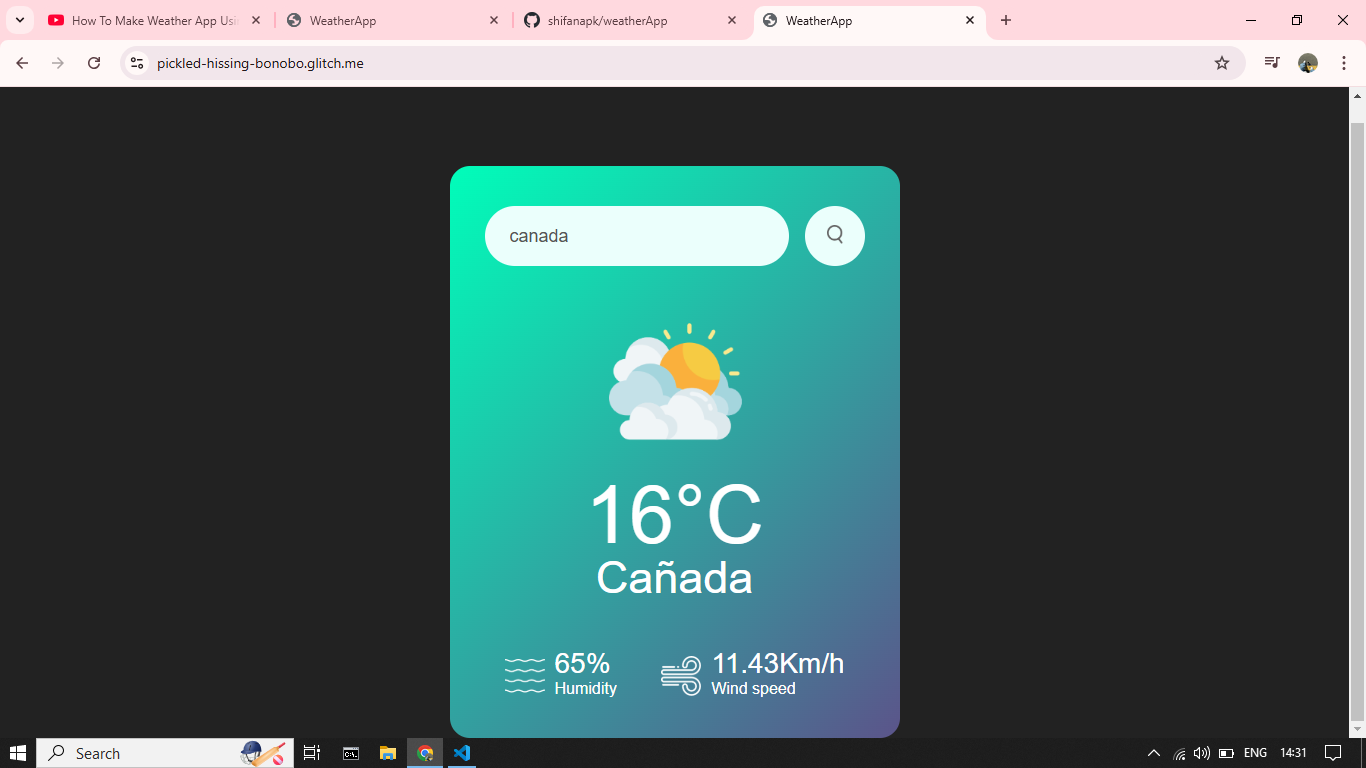 How To Make Weather App Usi
WeatherApp
shifanapk/weatherApp
WeatherApp
pickled-hissing-bonobo.glitch.me
canada
16°C
Cañada
65%
Humidity
11.43Km/h
Wind speed
Search
ENG
14:31